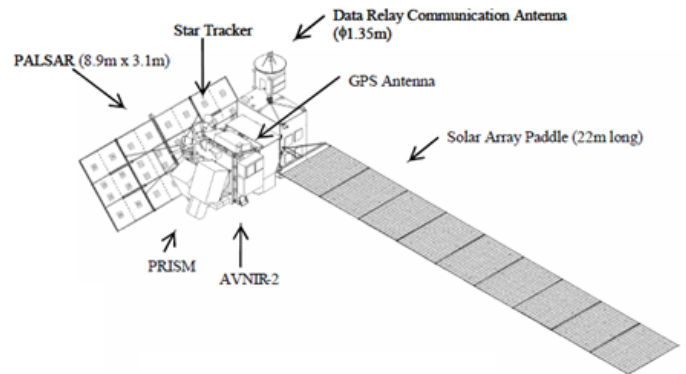 Data Relay Communication Antenna
(ϕ1.35m)
Star Tracker
PALSAR (8.9m x 3.1m)
GPS Antenna
Solar Array Paddle (22m long)
PRISM
AVNIR-2